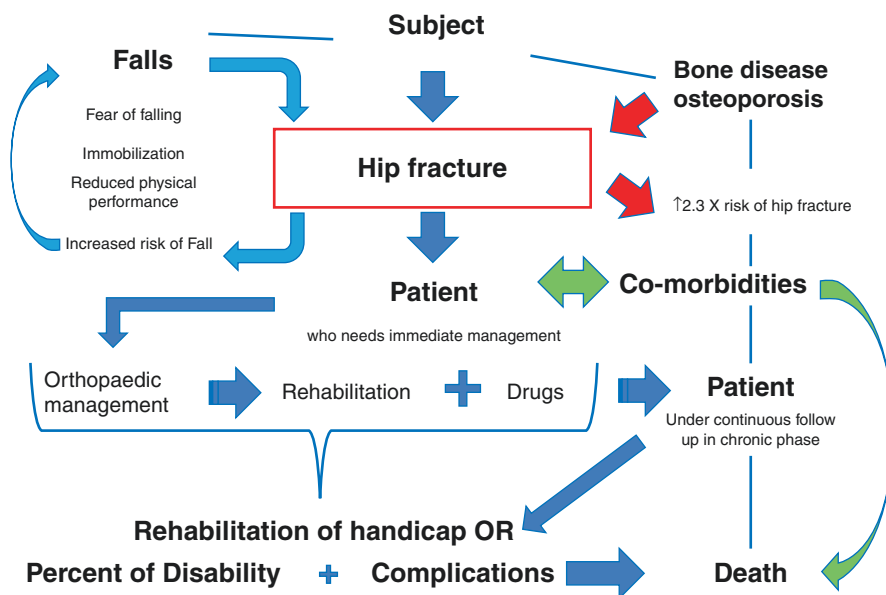 Subject
Falls
Bone disease
osteoporosis
Fear of falling
Immobilization
Reduced physical
performance
Increased risk of Fall
Hip fracture
↑2.3 X risk of hip fracture
Patient
who needs immediate management
Co-morbidities
Orthopaedic
management
Rehabilitation
+
Drugs
Patient
Under continuous follow
up in chronic phase
Rehabilitation of handicap OR
Percent of Disability + Complications
Death